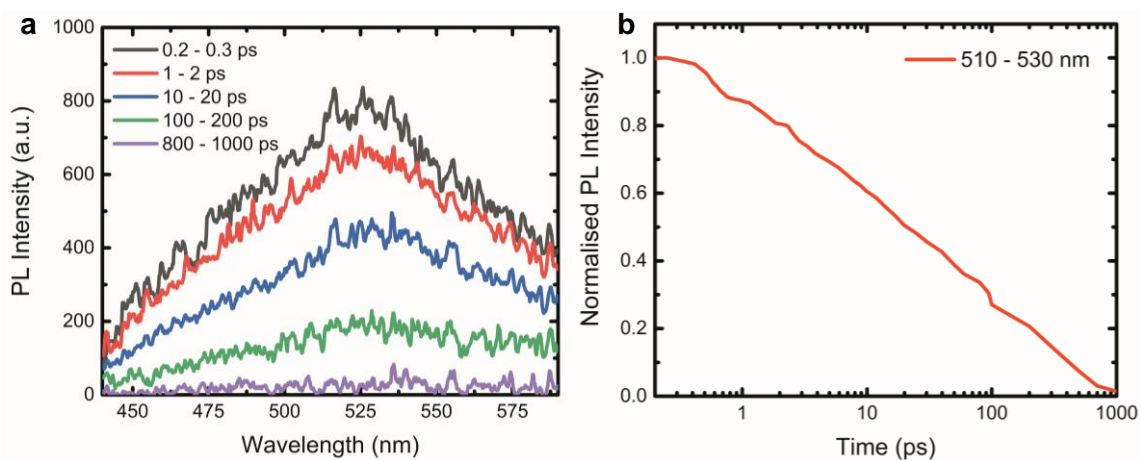 a
1000
800
600
400
200
0
PL Intensity (a.u.)
0.2 - 0.3 ps
1 - 2 ps
10 - 20 ps
100 - 200 ps
800 - 1000 ps
450 475 500 525 550 575
Wavelength (nm)
b
1.0
0.8
0.6
0.4
0.2
0.0
Normalised PL Intensity
510 - 530 nm
1 10 100 1000
Time (ps)